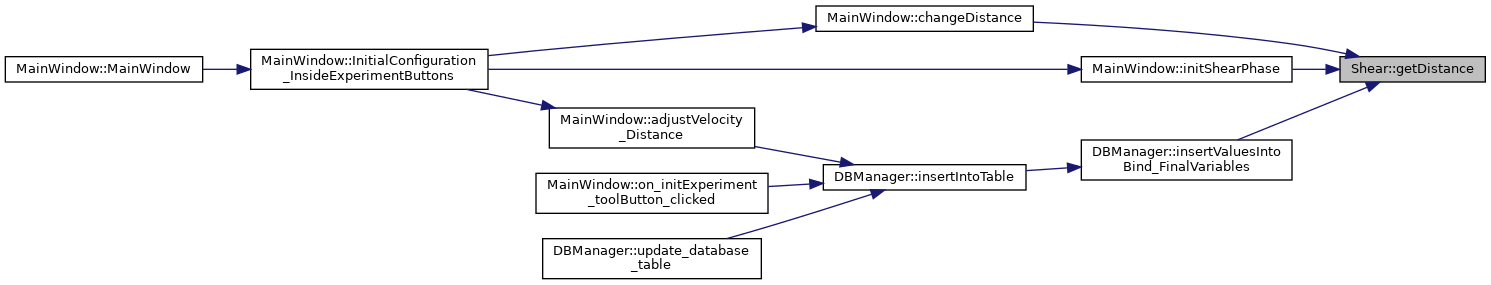 MainWindow::changeDistance
MainWindow::InitialConfiguration
_InsideExperimentButtons
MainWindow::MainWindow
MainWindow::initShearPhase
Shear::getDistance
MainWindow::adjustVelocity
_Distance
DBManager::insertValuesInto
Bind_FinalVariables
DBManager::insertIntoTable
MainWindow::on_initExperiment
_toolButton_clicked
DBManager::update_database
_table